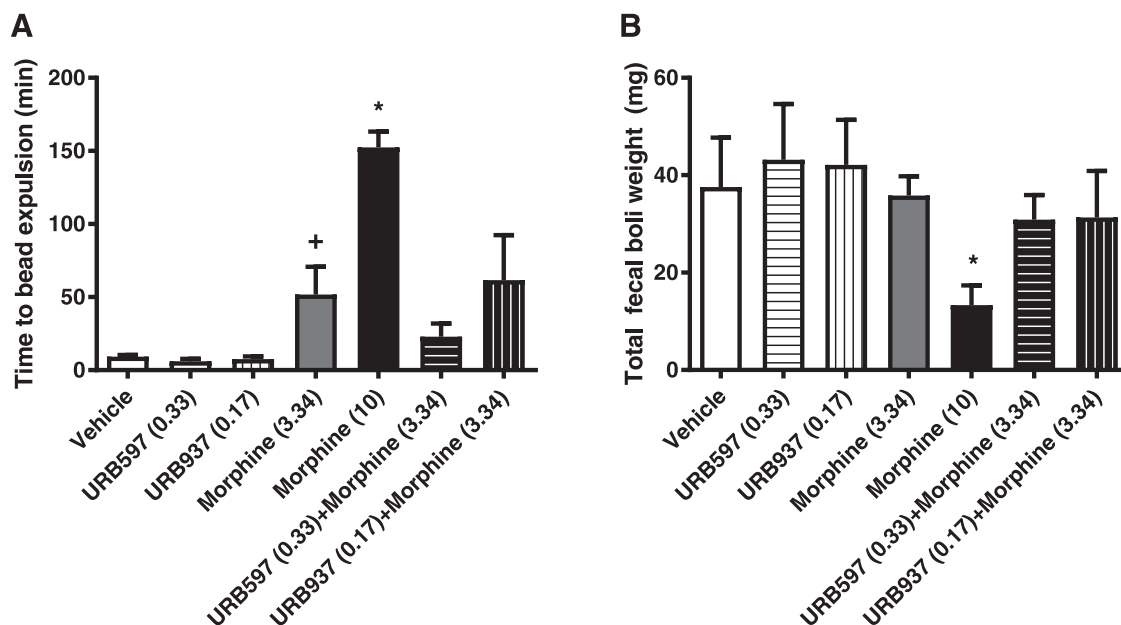 A
Time to bead expulsion (min)
200
150
100
50
0
+
*
Vehicle
URB597 (0.33)
URB937 (0.17)
Morphine (3.34)
Morphine (10)
URB597 (0.33)+Morphine (3.34)
URB937 (0.17)+Morphine (3.34)
B
Total fecal boli weight (mg)
60
40
20
0
*
Vehicle
URB597 (0.33)
URB937 (0.17)
Morphine (3.34)
Morphine (10)
URB597 (0.33)+Morphine (3.34)
URB937 (0.17)+Morphine (3.34)